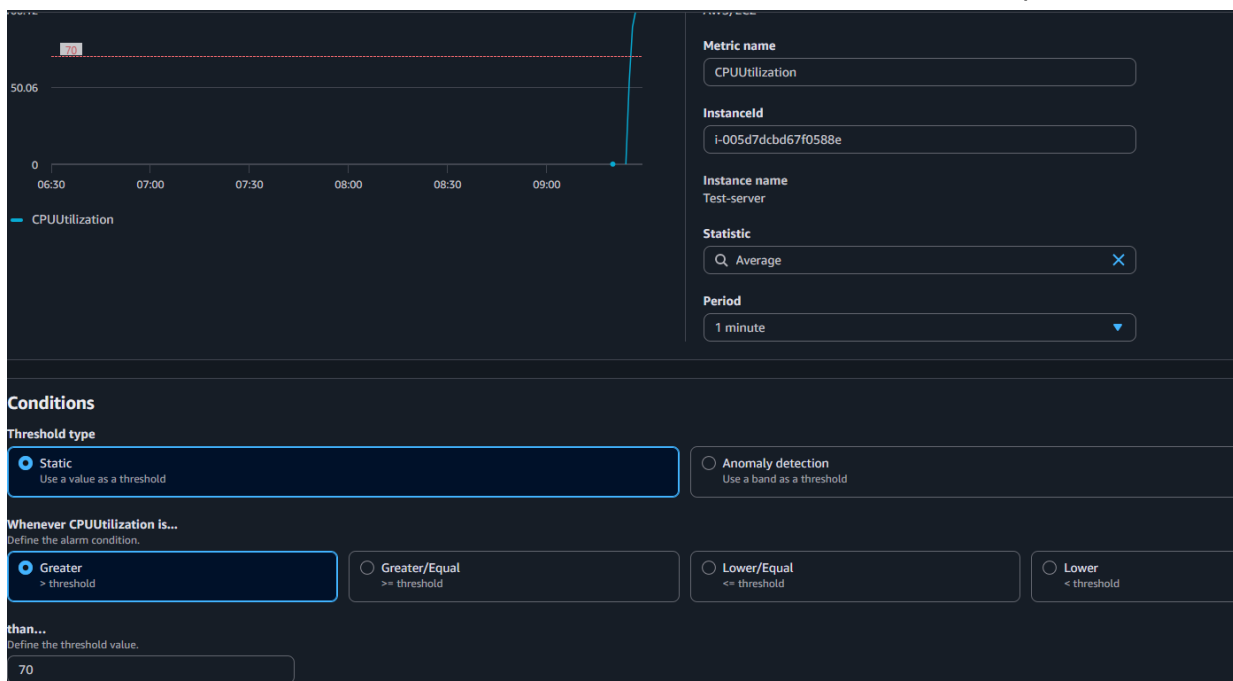 70
50.06
0
06:30 07:00 07:30 08:00 08:30 09:00
CPUUtilization
AWS/EC2
Metric name
CPUUtilization
InstanceId
i-005d7dcbd67f0588e
Instance name
Test-server
Statistic
Average
Period
1 minute
Conditions
Threshold type
Static
Use a value as a threshold
Anomaly detection
Use a band as a threshold
Whenever CPUUtilization is...
Define the alarm condition.
Greater
> threshold
Greater/Equal
>= threshold
Lower/Equal
<= threshold
Lower
< threshold
than...
Define the threshold value.
70